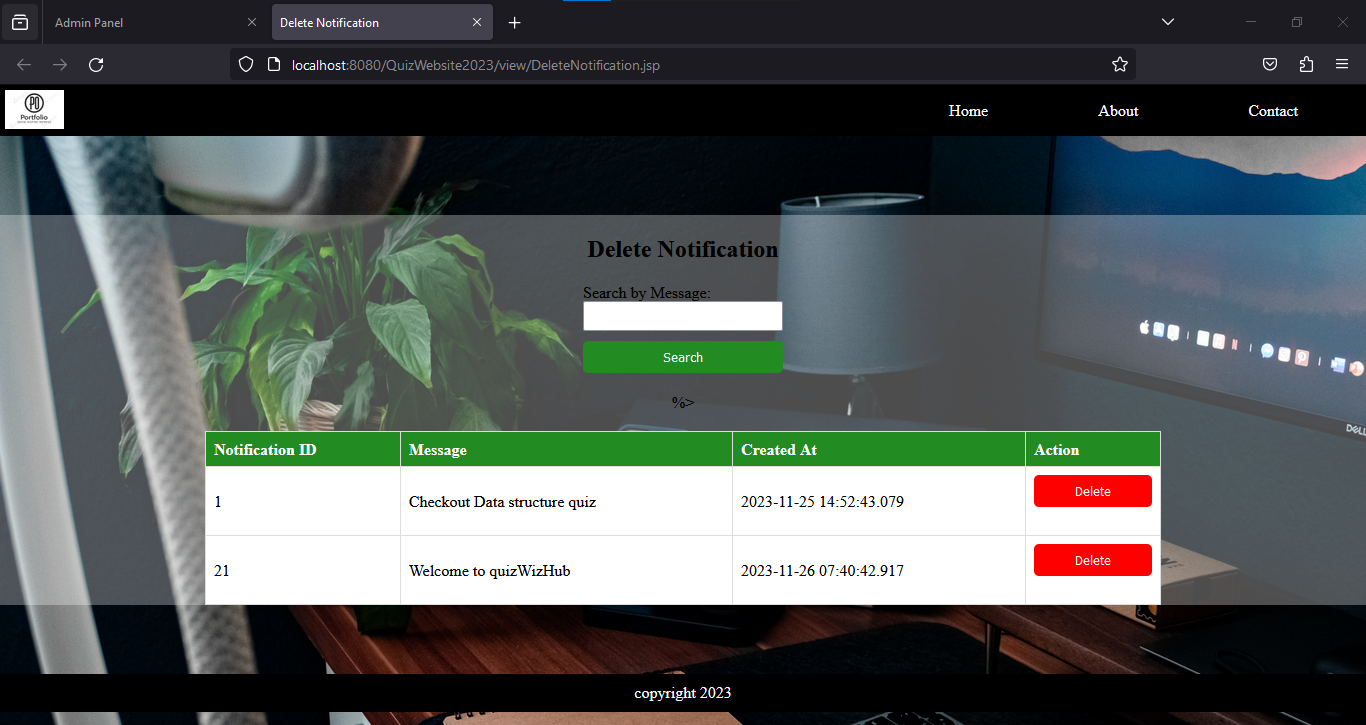 Admin Panel
Delete Notification
localhost:8080/QuizWebsite2023/view/DeleteNotification.jsp
PO
Portfolio
Home
About
Contact
Delete Notification
Search by Message:
Search
%>
Notification ID Message Created At Action
1 Checkout Data structure quiz 2023-11-25 14:52:43.079 Delete
21 Welcome to quizWizHub 2023-11-26 07:40:42.917 Delete
DELL
copyright 2023